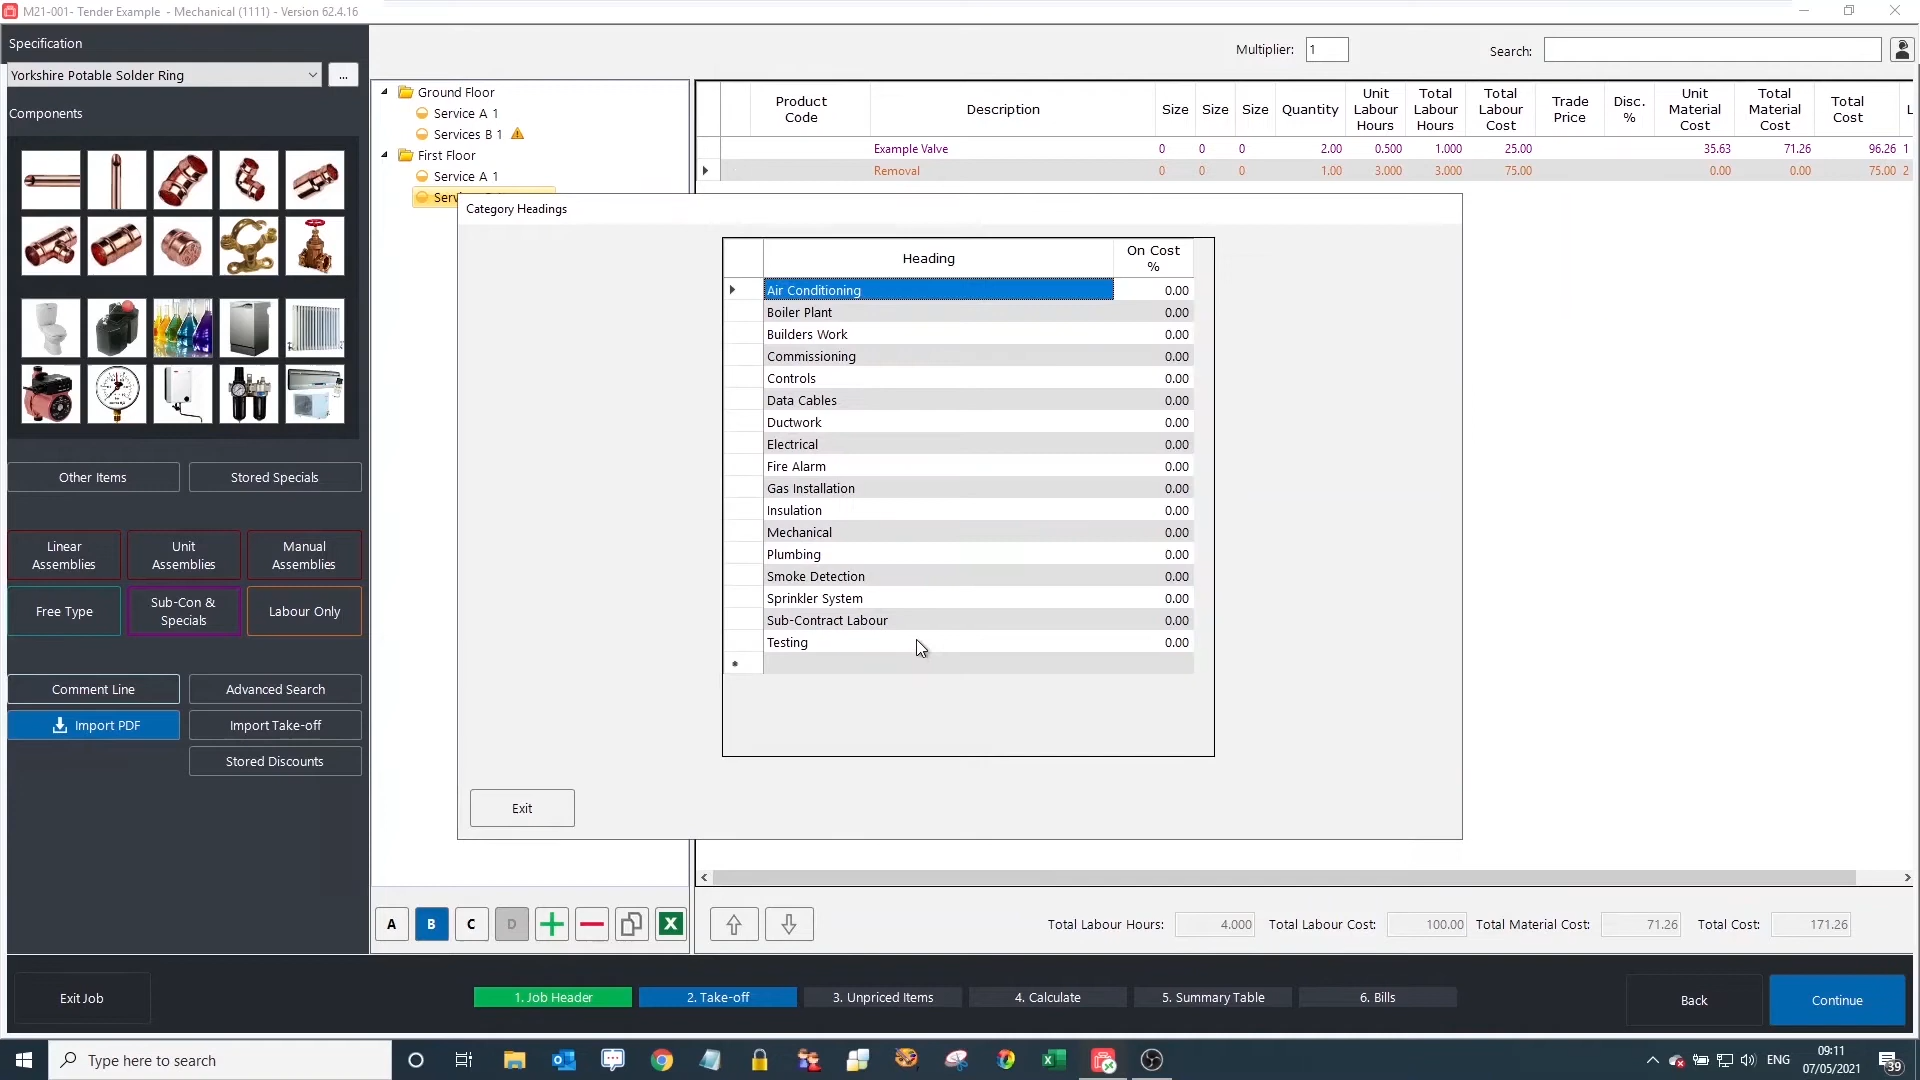 M21-001- Tender Example - Mechanical (1111) - Version 62.4.16
Specification
Yorkshire Potable Solder Ring
...
Components
Other Items
Stored Specials
Linear
Assemblies
Unit
Assemblies
Manual
Assemblies
Free Type
Sub-Con &
Specials
Labour Only
Comment Line
Advanced Search
Import PDF
Import Take-off
Stored Discounts
Ground Floor
Service A 1
Services B 1
First Floor
Service A 1
Serv
Multiplier: 1
Search:
Product
Code
Description
Size
Size
Size
Quantity
Unit
Labour
Hours
Total
Labour
Hours
Total
Labour
Cost
Trade
Price
Disc.
%
Unit
Material
Cost
Total
Material
Cost
Total
Cost
L
Example Valve 0 0 0 2.00 0.500 1.000 25.00 35.63 71.26 96.26 1
Removal 0 0 0 1.00 3.000 3.000 75.00 0.00 0.00 75.00 2
Category Headings
Heading
On Cost
%
Air Conditioning 0.00
Boiler Plant 0.00
Builders Work 0.00
Commissioning 0.00
Controls 0.00
Data Cables 0.00
Ductwork 0.00
Electrical 0.00
Fire Alarm 0.00
Gas Installation 0.00
Insulation 0.00
Mechanical 0.00
Plumbing 0.00
Smoke Detection 0.00
Sprinkler System 0.00
Sub-Contract Labour 0.00
Testing 0.00
Exit
A B C D
Total Labour Hours: 4.000 Total Labour Cost: 100.00 Total Material Cost: 71.26 Total Cost: 171.26
Exit Job
1. Job Header
2. Take-off
3. Unpriced Items
4. Calculate
5. Summary Table
6. Bills
Back
Continue
Type here to search
ENG
09:11
07/05/2021
39